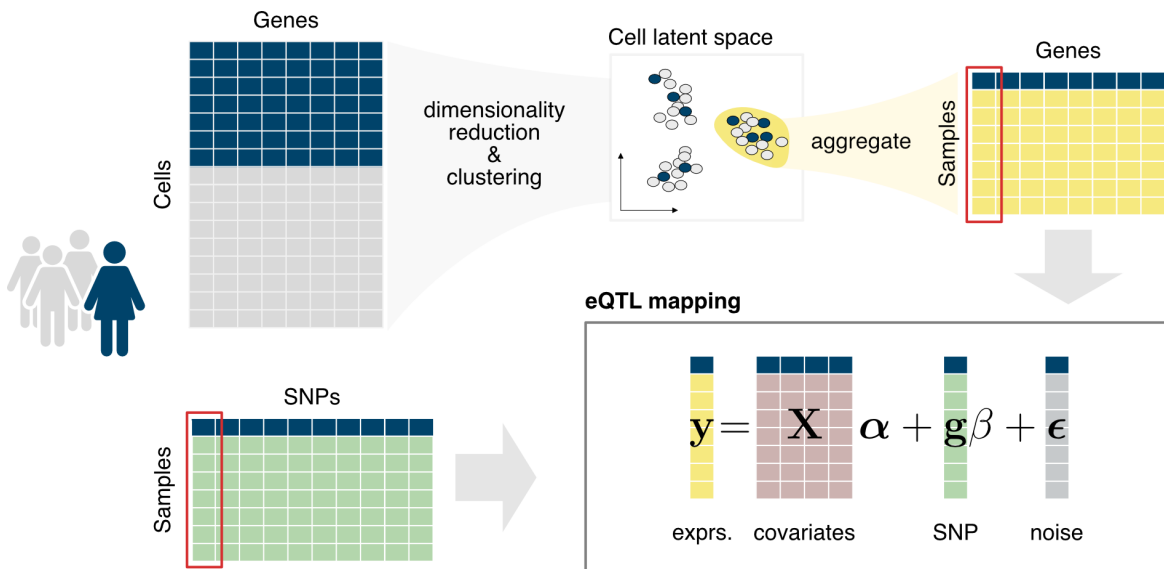 Genes
Cells
dimensionality
reduction
&
clustering
Cell latent space
aggregate
Genes
Samples
SNPs
Samples
eQTL mapping
y = X α + gβ + ϵ
exprs. covariates SNP noise